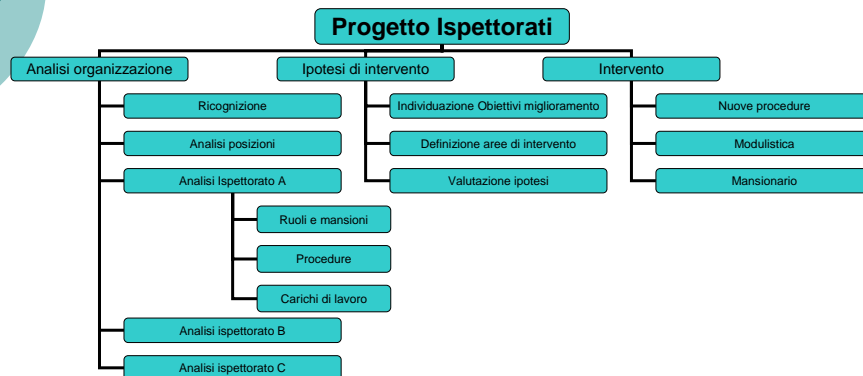 Progetto Ispettorati
Analisi organizzazione
Ipotesi di intervento
Intervento
Ricognizione
Individuazione Obiettivi miglioramento
Nuove procedure
Analisi posizioni
Definizione aree di intervento
Modulistica
Analisi Ispettorato A
Valutazione ipotesi
Mansionario
Ruoli e mansioni
Procedure
Carichi di lavoro
Analisi ispettorato B
Analisi ispettorato C